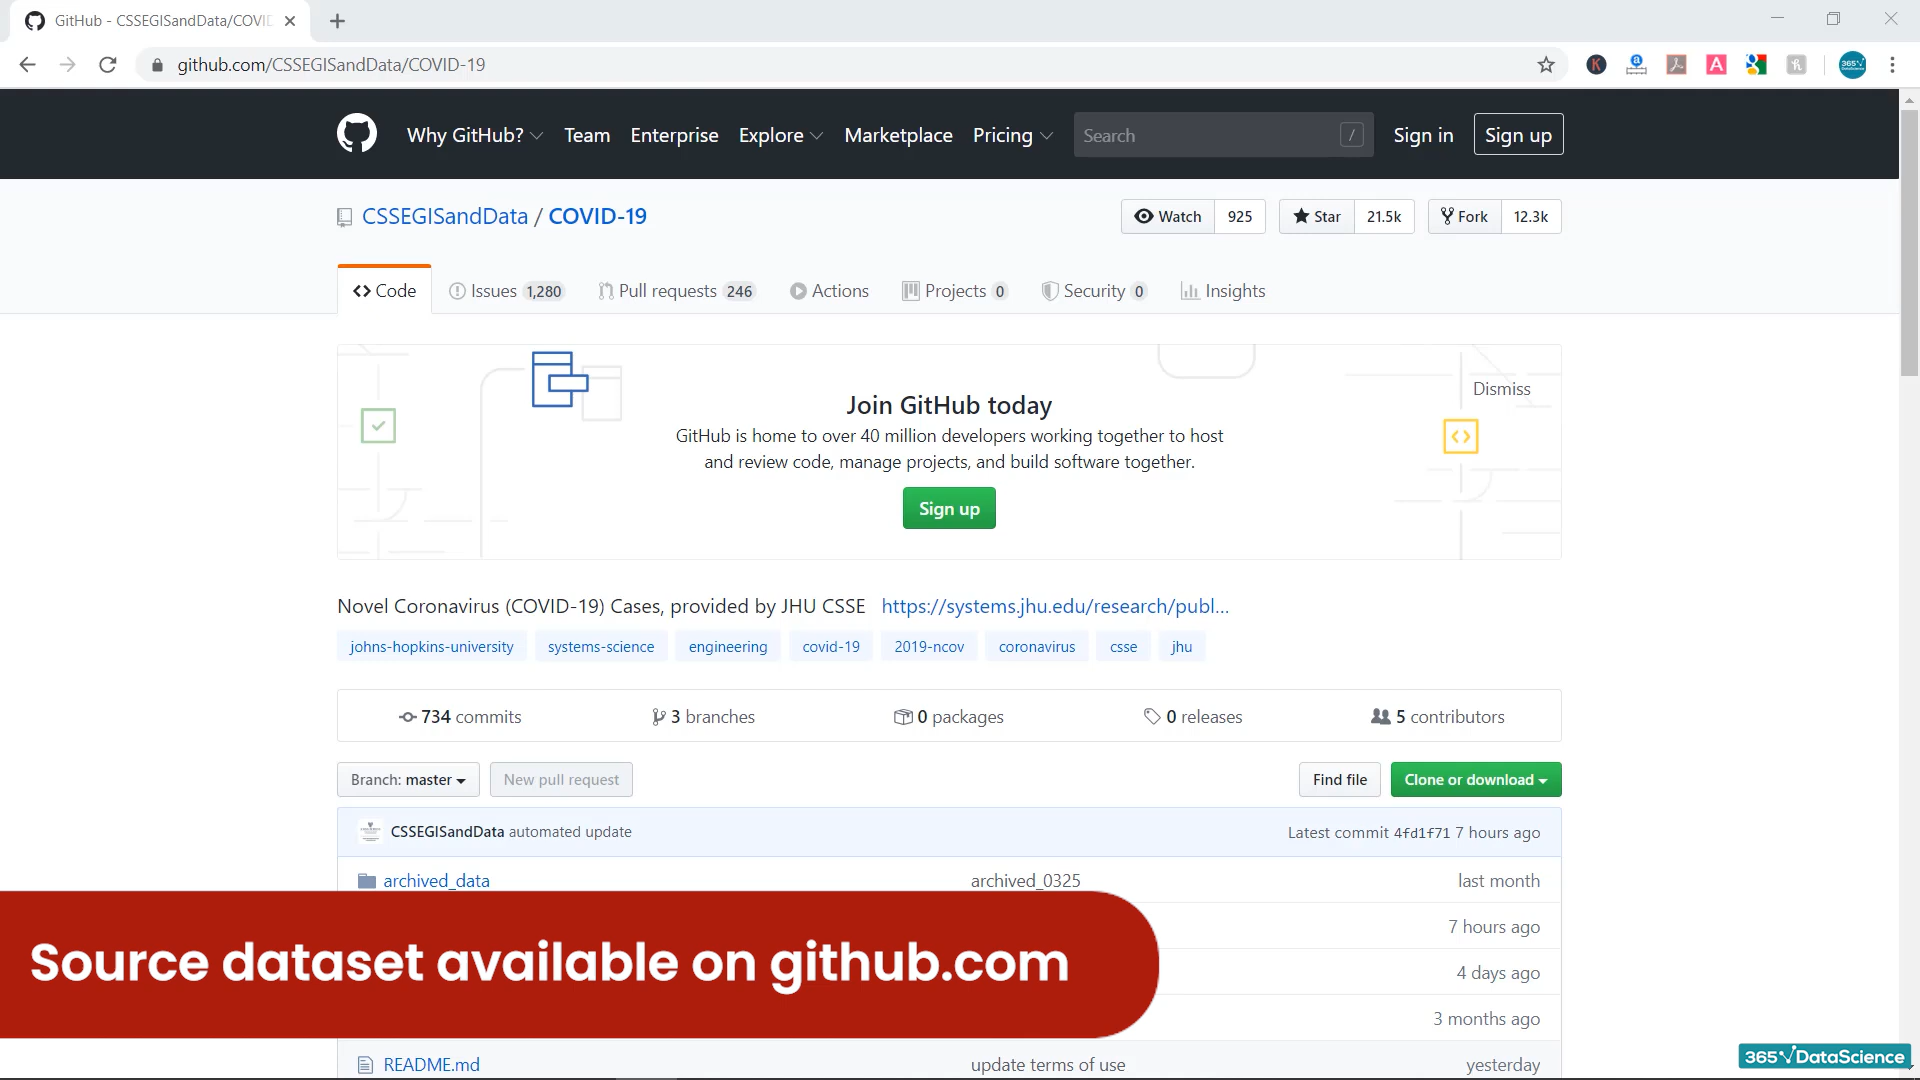 GitHub - CSSEGISandData/COVID
github.com/CSSEGISandData/COVID-19
Why GitHub? Team Enterprise Explore Marketplace Pricing Search / Sign in Sign up
CSSEGISandData / COVID-19
Watch 925 Star 21.5k Fork 12.3k
Code Issues 1,280 Pull requests 246 Actions Projects 0 Security 0 Insights
Dismiss
Join GitHub today
GitHub is home to over 40 million developers working together to host
and review code, manage projects, and build software together.
Sign up
Novel Coronavirus (COVID-19) Cases, provided by JHU CSSE https://systems.jhu.edu/research/publ...
johns-hopkins-university systems-science engineering covid-19 2019-ncov coronavirus csse jhu
734 commits 3 branches 0 packages 0 releases 5 contributors
Branch: master New pull request Find file Clone or download
CSSEGISandData automated update Latest commit 4fd1f71 7 hours ago
archived_data archived_0325 last month
7 hours ago
Source dataset available on github.com
4 days ago
3 months ago
README.md update terms of use yesterday
365 DataScience